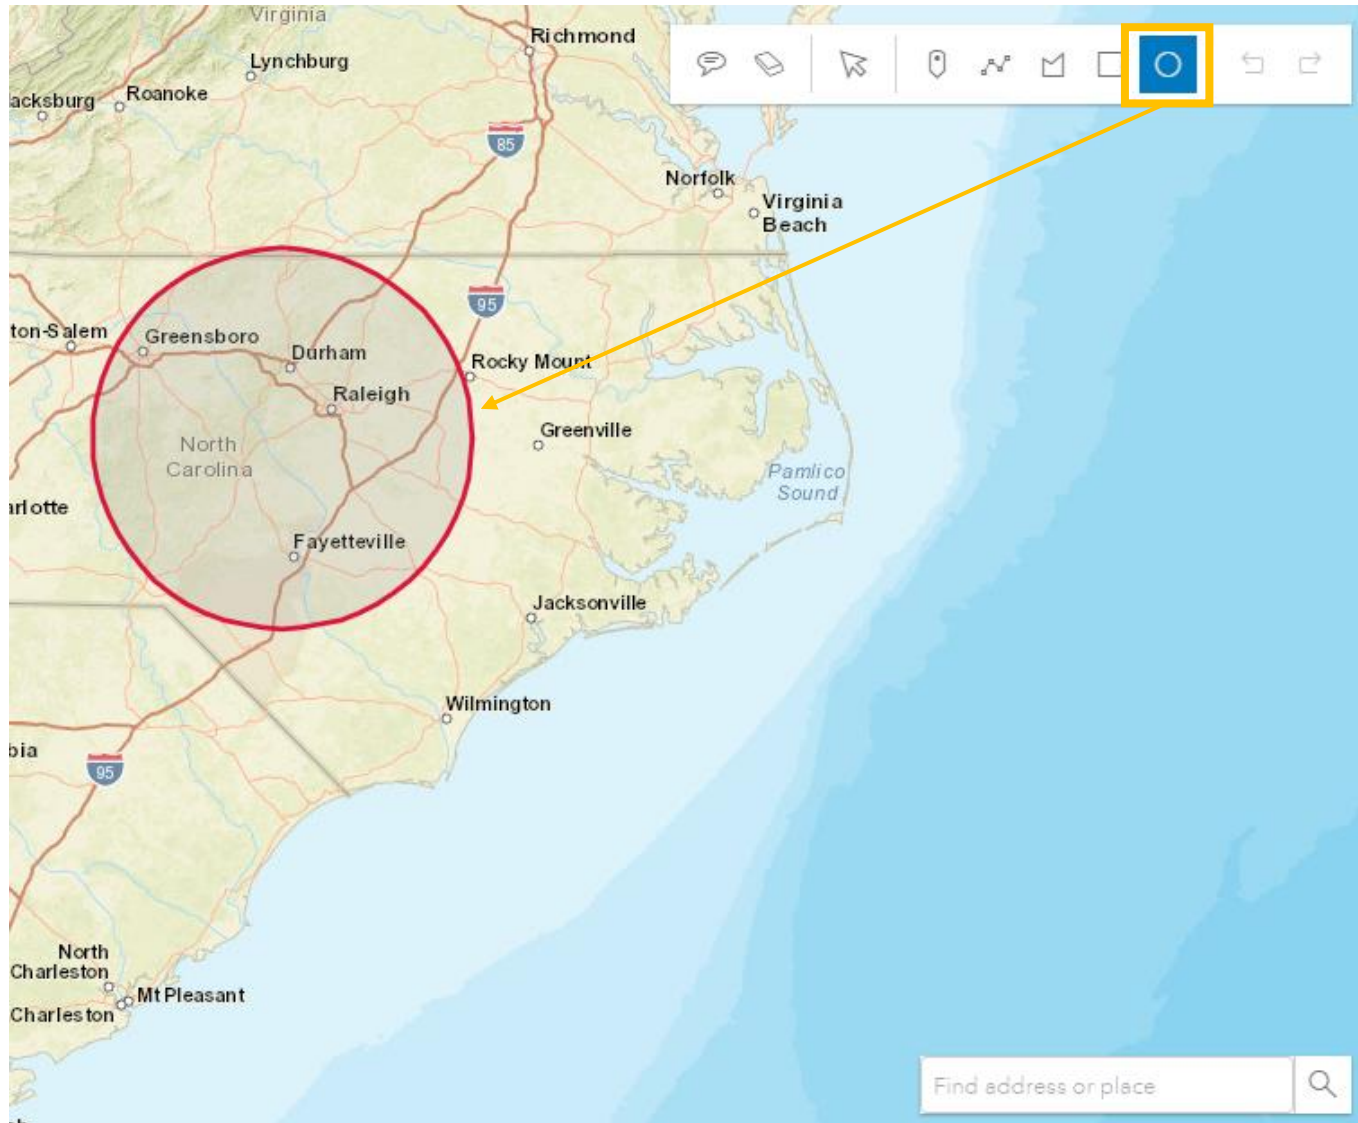 Virginia
Richmond
Lynchburg
Roanoke
acksburg
85
Norfolk
Virginia
Beach
95
ton-Salem
Greensboro
Durham
Rocky Mount
Raleigh
Greenville
North
Carolina
Pamlico
Sound
arlotte
Fayetteville
Jacksonville
Wilmington
bia
95
North
Charleston
Mt Pleasant
Charleston
Find address or place